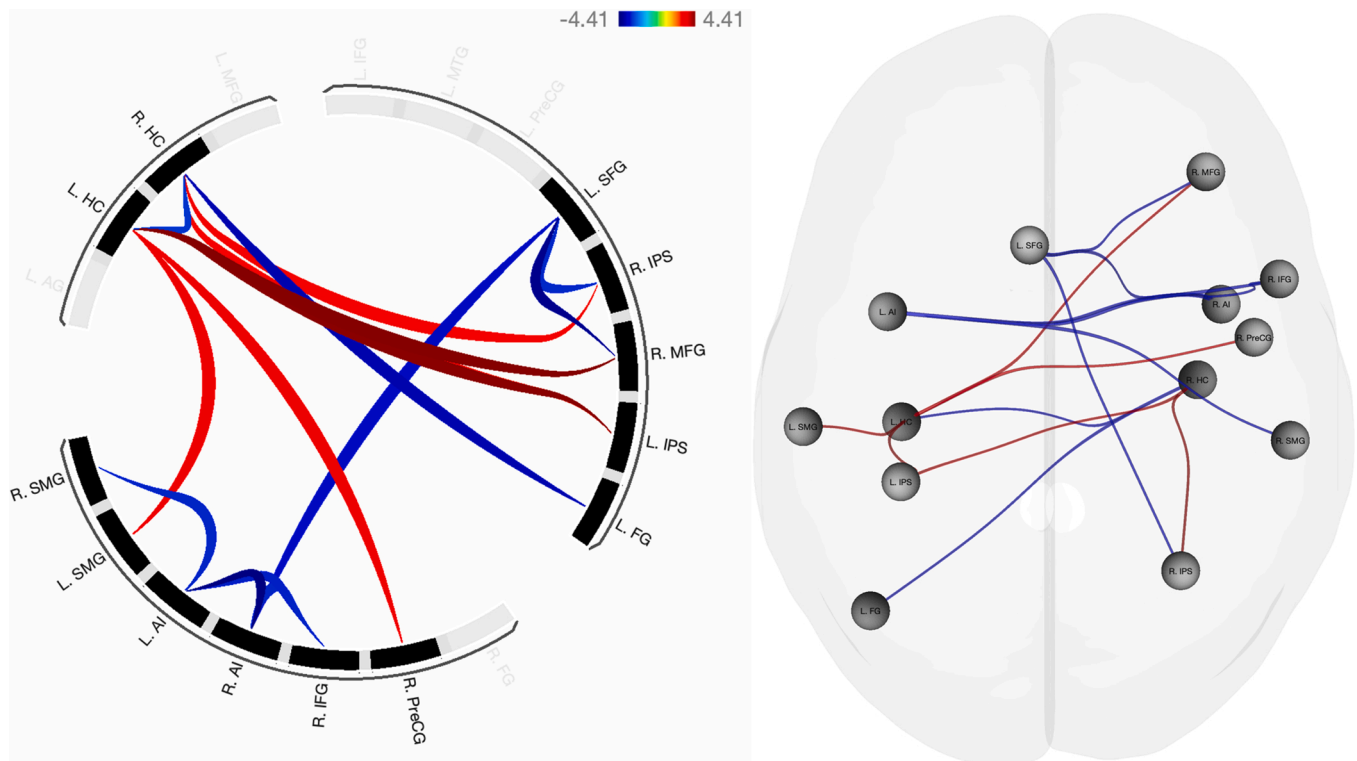 -4.41 4.41
L. MFG
L. IFG
L. MTG
L. PreCG
R. HC
L. HC
L. AG
L. SFG
R. IPS
R. MFG
L. IPS
L. FG
R. SMG
L. SMG
L. AI
R. AI
R. IFG
R. PreCG
R. FG
R. MFG
L. SFG
R. IFG
R. AI
L. AI
R. PreCG
R. HC
L. HC
L. SMG
R. SMG
L. IPS
R. IPS
L. FG